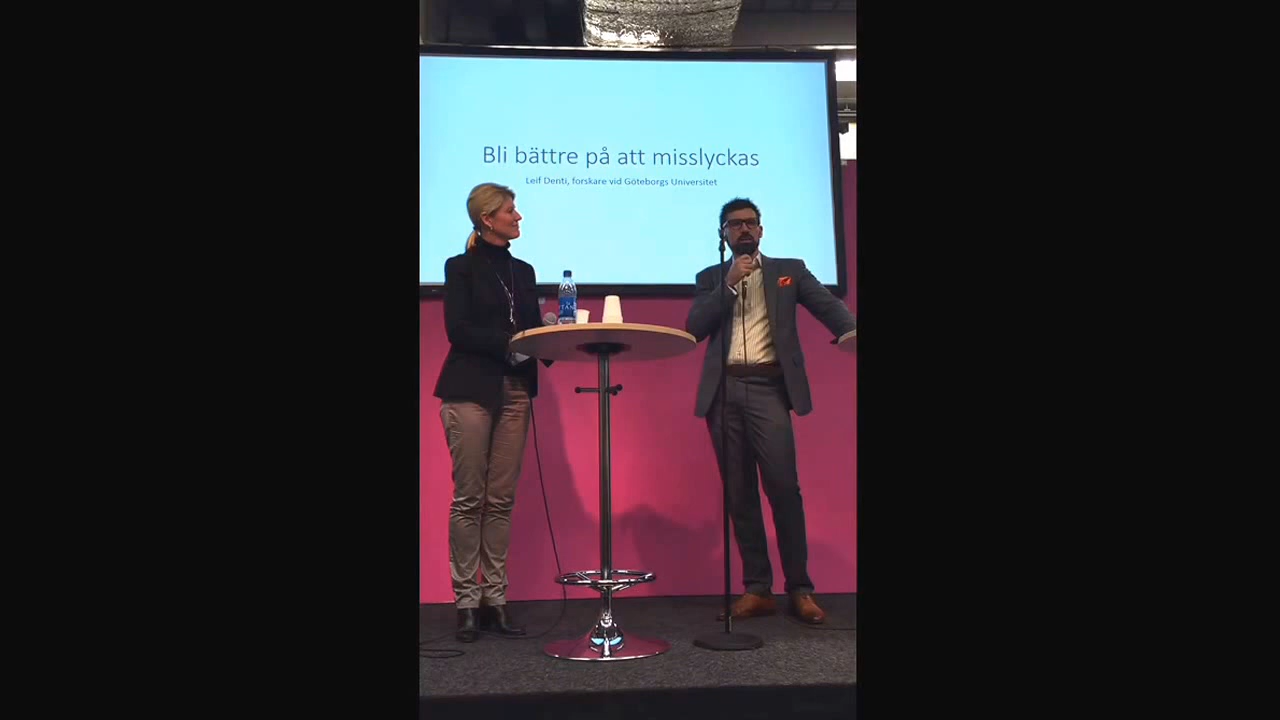 Bli bättre på att misslyckas
Leif Denti, forskare vid Göteborgs Universitet